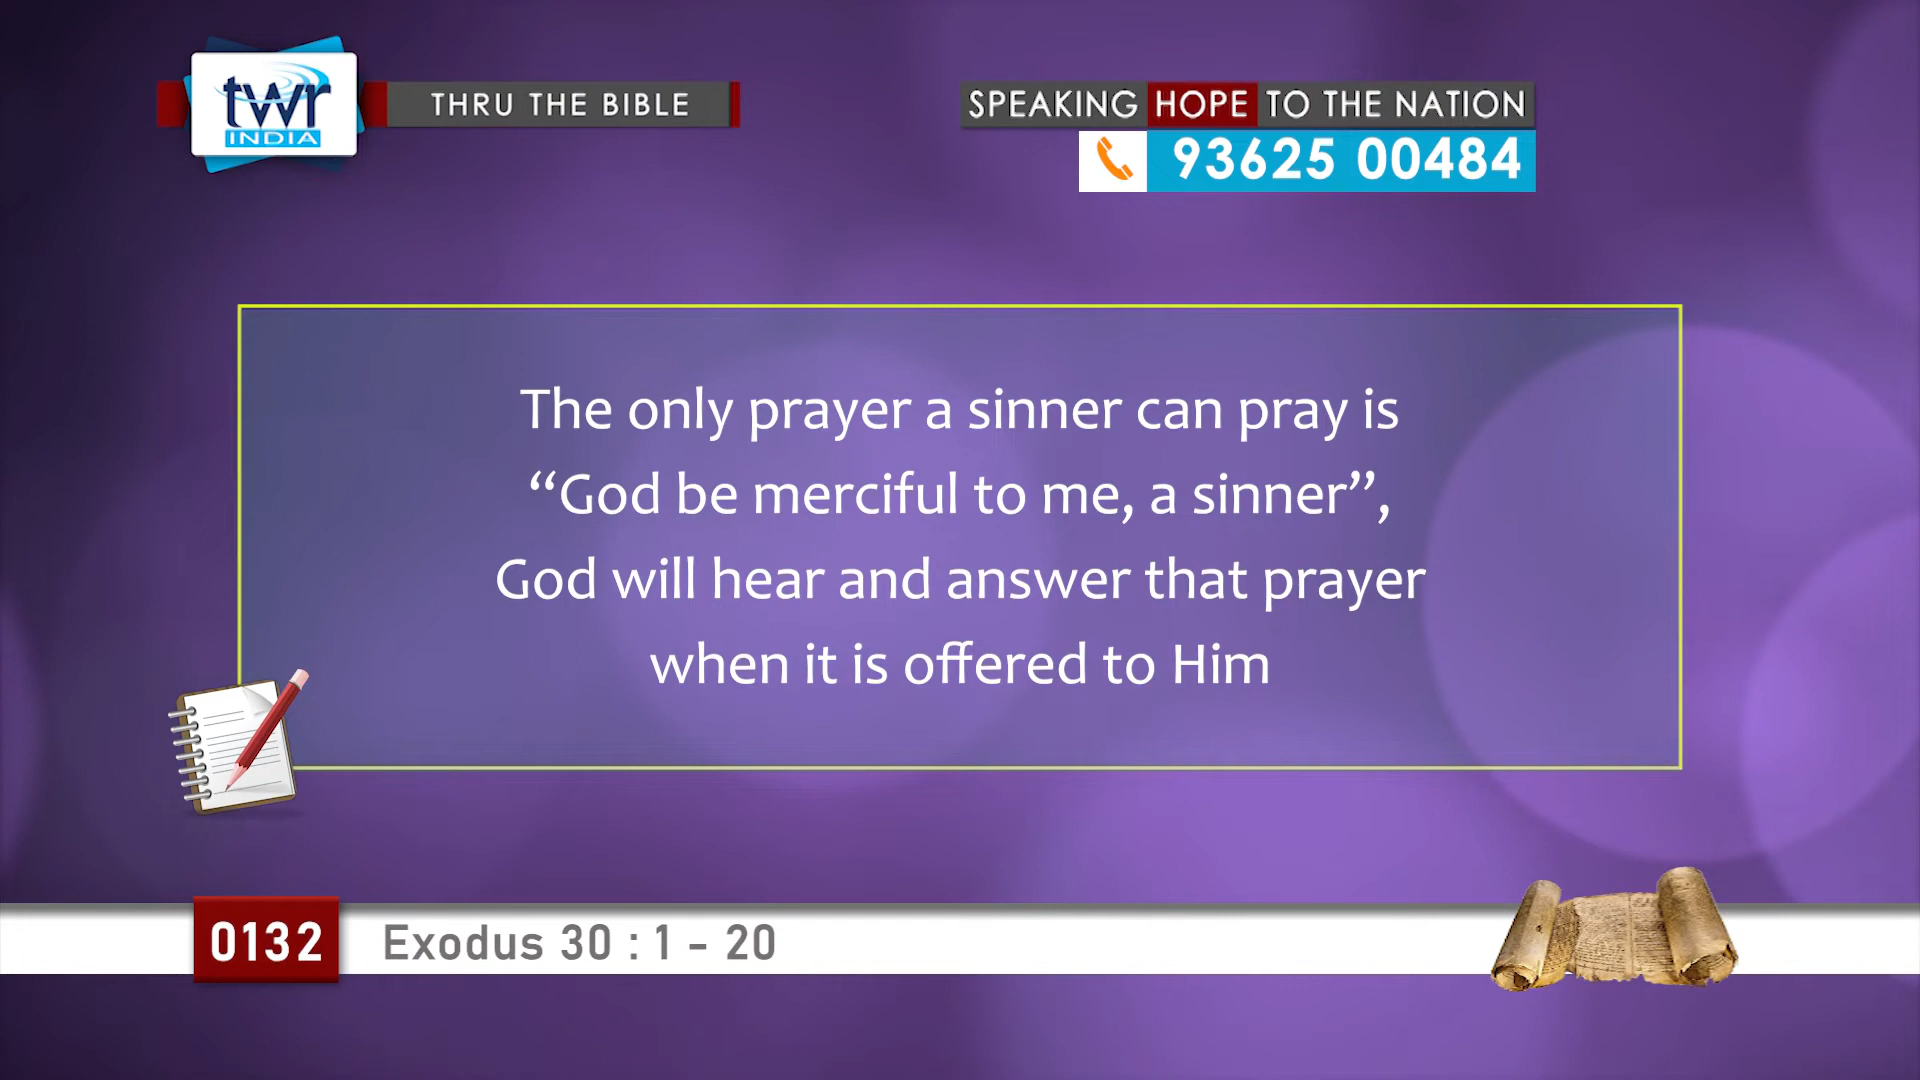 twr
INDIA
THRU THE BIBLE
SPEAKING HOPE TO THE NATION
93625 00484
The only prayer a sinner can pray is
“God be merciful to me, a sinner”,
God will hear and answer that prayer
when it is offered to Him
0132
Exodus 30 : 1 - 20